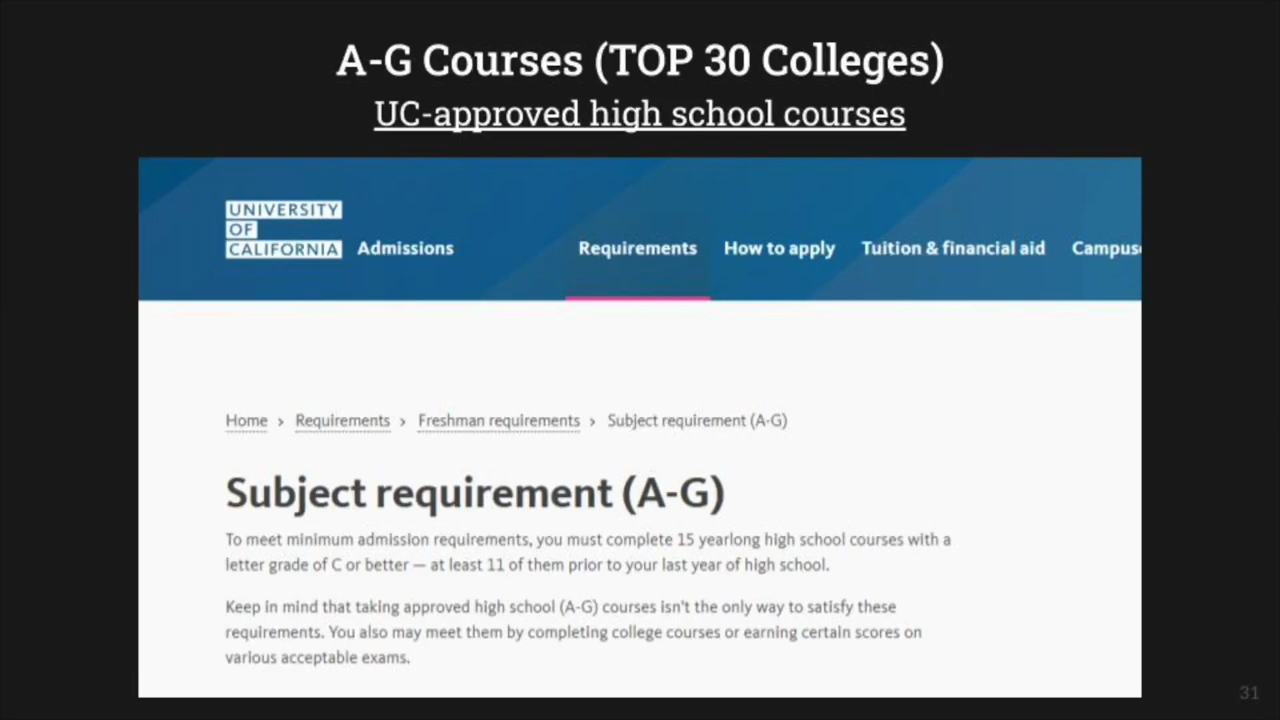 A-G Courses (TOP 30 Colleges)
UC-approved high school courses
UNIVERSITY
OF
CALIFORNIA Admissions
Requirements How to apply Tuition & financial aid Campus
Home > Requirements > Freshman requirements > Subject requirement (A-G)
Subject requirement (A-G)
To meet minimum admission requirements, you must complete 15 yearlong high school courses with a
letter grade of C or better — at least 11 of them prior to your last year of high school.
Keep in mind that taking approved high school (A-G) courses isn't the only way to satisfy these
requirements. You also may meet them by completing college courses or earning certain scores on
various acceptable exams.
31